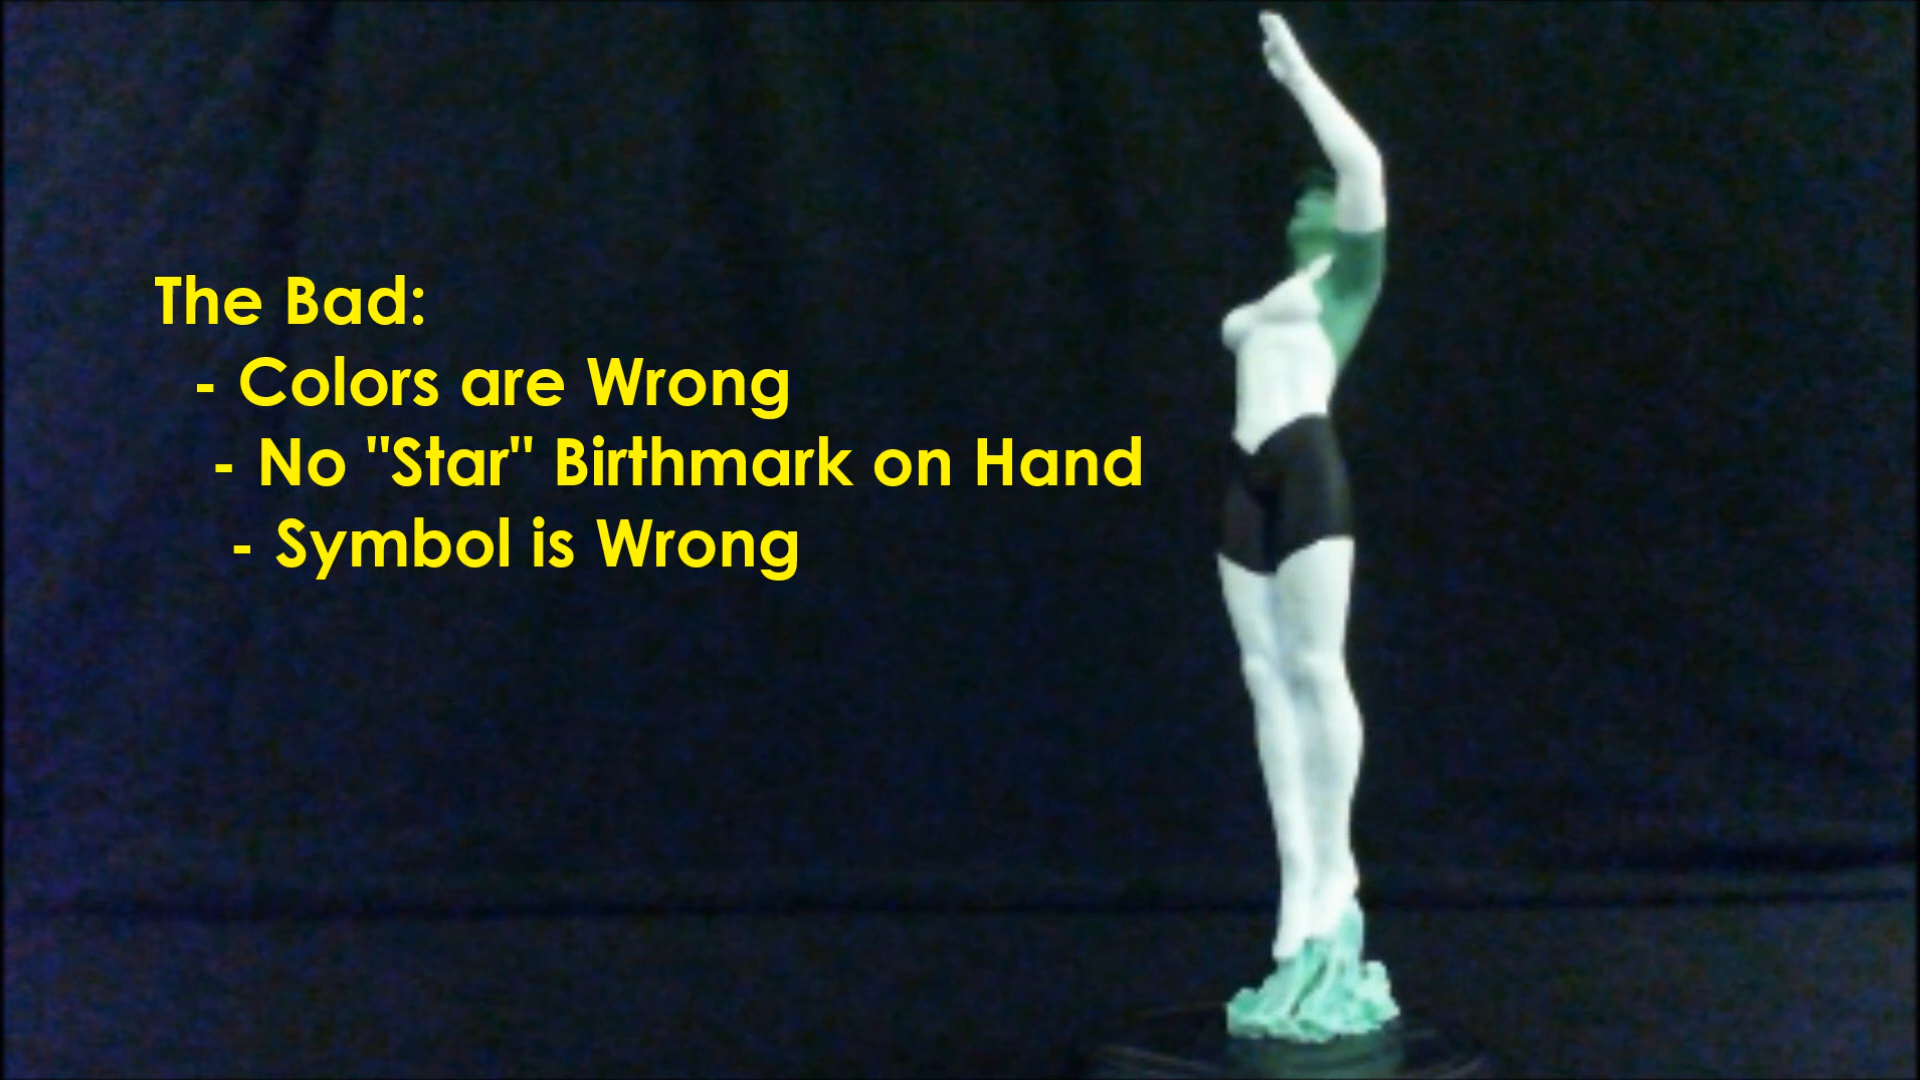 The Bad:
- Colors are Wrong
- No "Star" Birthmark on Hand
- Symbol is Wrong